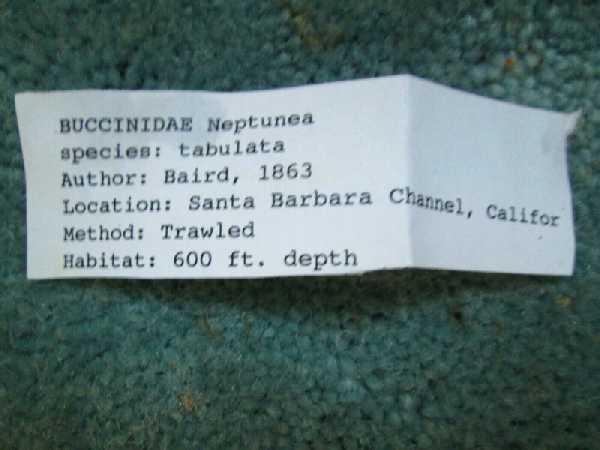 BUCCINIDAE Neptunea
species: tabulata
Author: Baird, 1863
Location: Santa Barbara Channel, Califor
Method: Trawled
Habitat: 600 ft. depth